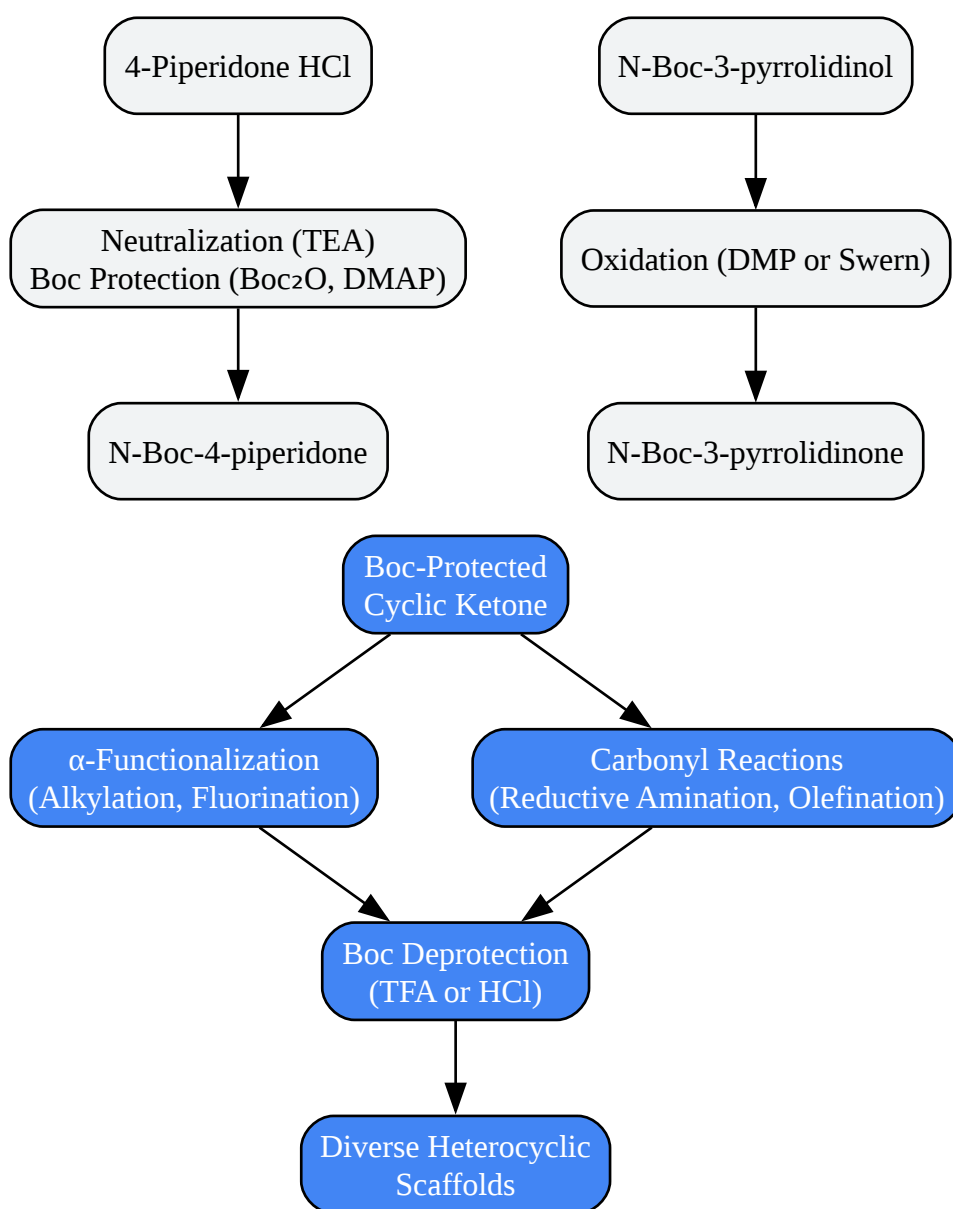 4-Piperidone HCl
N-Boc-3-pyrrolidinol
Neutralization (TEA)
Boc Protection (Boc₂O, DMAP)
Oxidation (DMP or Swern)
N-Boc-4-piperidone
N-Boc-3-pyrrolidinone
Boc-Protected
Cyclic Ketone
α-Functionalization
(Alkylation, Fluorination)
Carbonyl Reactions
(Reductive Amination, Olefination)
Boc Deprotection
(TFA or HCl)
Diverse Heterocyclic
Scaffolds